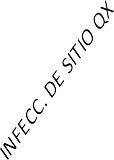 INFECC. DE SITIO QX